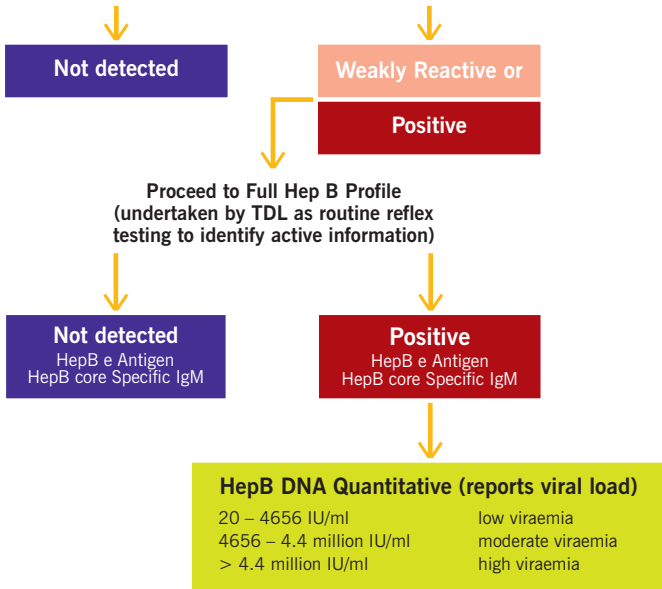 Not detected
Weakly Reactive or
Positive
Proceed to Full Hep B Profile
(undertaken by TDL as routine reflex
testing to identify active information)
Not detected
HepB e Antigen
HepB core Specific IgM
Positive
HepB e Antigen
HepB core Specific IgM
HepB DNA Quantitative (reports viral load)
20 – 4656 IU/ml low viraemia
4656 – 4.4 million IU/ml moderate viraemia
> 4.4 million IU/ml high viraemia